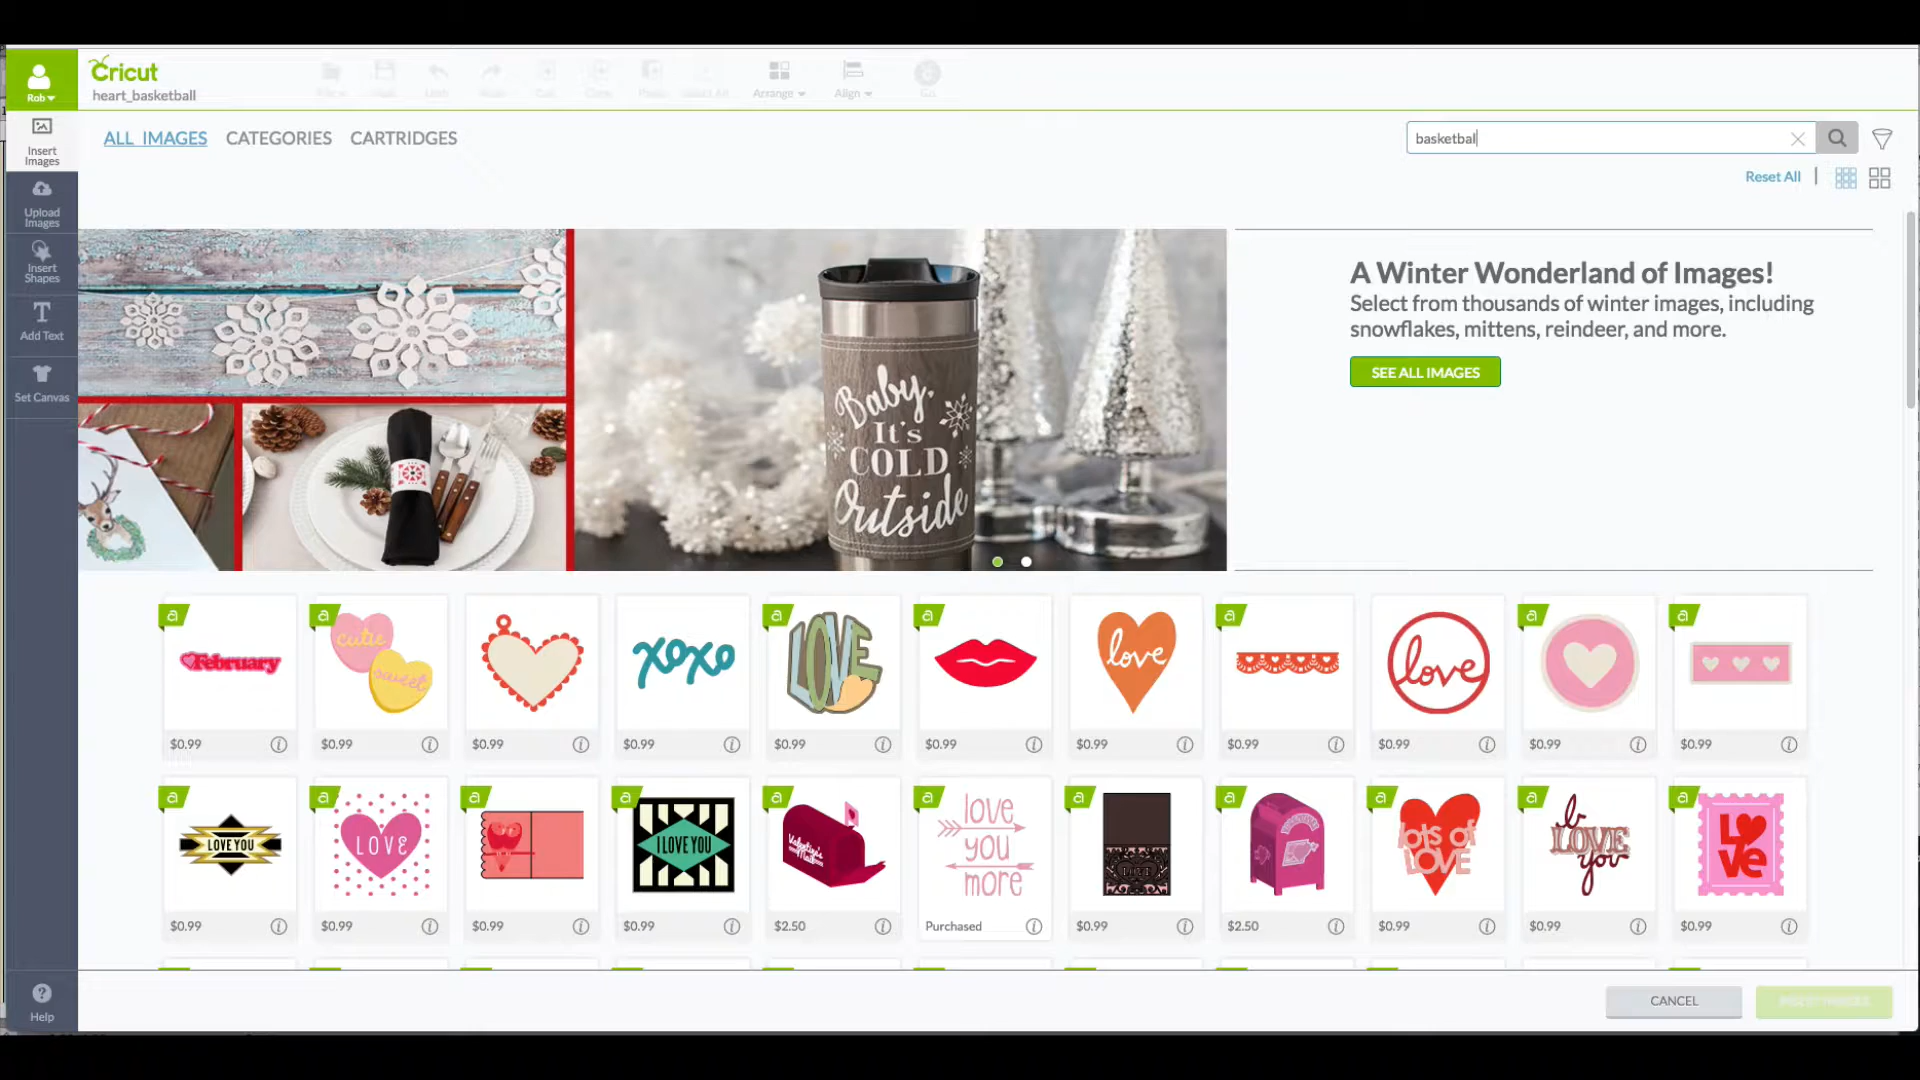 Cricut
heart_basketball
Rob
Arrange
Align
Insert
Images
Upload
Images
Insert
Shapes
Add Text
Set Canvas
Help
ALL IMAGES
CATEGORIES
CARTRIDGES
basketbal
Reset All
Baby,
It's
COLD
Outside
A Winter Wonderland of Images!
Select from thousands of winter images, including
snowflakes, mittens, reindeer, and more.
SEE ALL IMAGES
a
February
$0.99
a
cutie
sweet
$0.99
$0.99
xoxo
$0.99
a
LOVE
$0.99
a
$0.99
love
$0.99
a
$0.99
love
$0.99
a
$0.99
a
$0.99
a
LOVE YOU
$0.99
a
LOVE
$0.99
a
$0.99
a
I LOVE YOU
$0.99
a
Valentine's
Mail
$2.50
a
love
you
more
Purchased
a
$0.99
a
$2.50
a
lots of
LOVE
$0.99
a
I
LOVE
you
$0.99
a
LOVE
$0.99
CANCEL